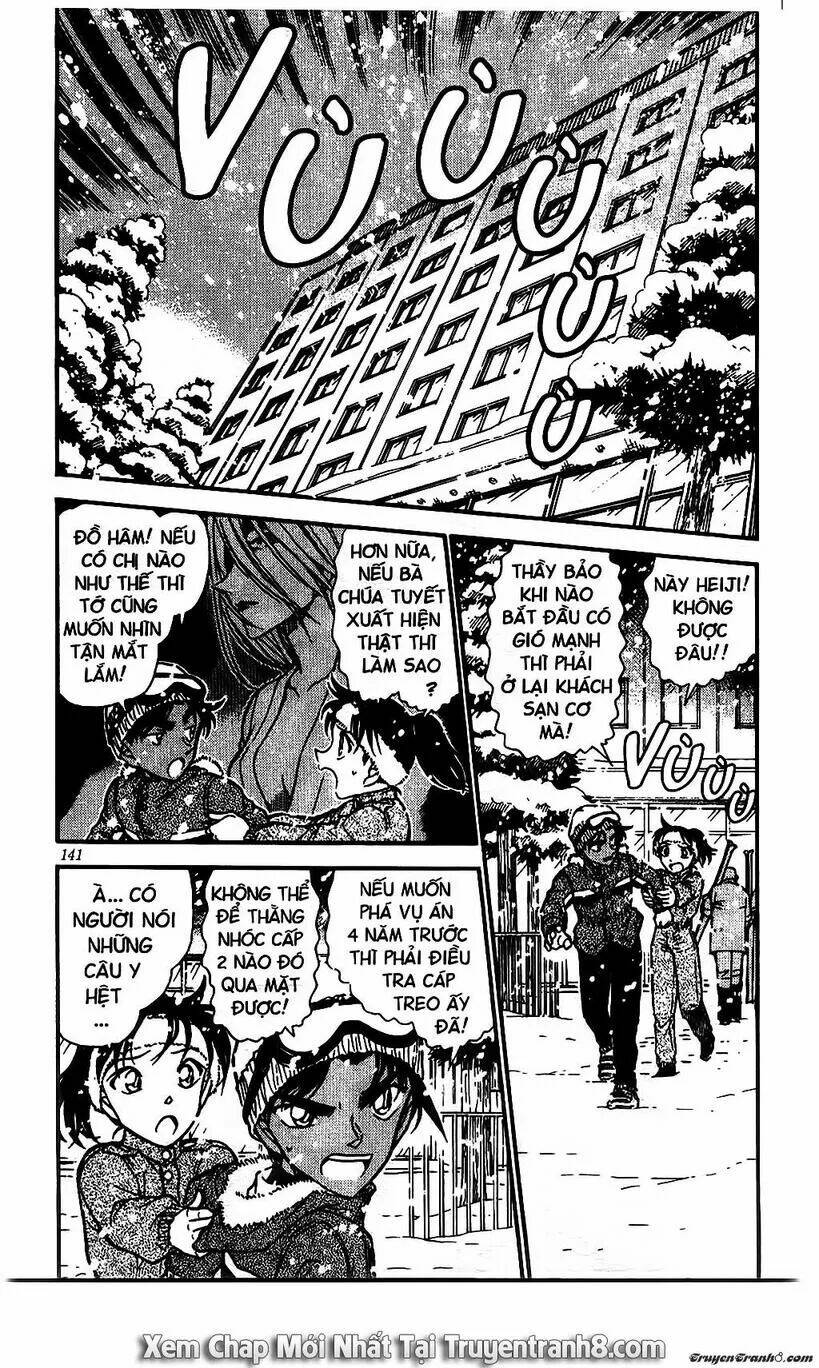 VÙÙÙÙÙ
NÀY HEIJI!
KHÔNG
ĐƯỢC
ĐÂU!!
THẦY BẢO
KHI NÀO
BẮT ĐẦU CÓ
GIÓ MẠNH
THÌ PHẢI
Ở LẠI KHÁCH
SẠN CƠ
MÀ!
VÙÙÙÙ
HƠN NỮA,
NẾU BÀ
CHÚA TUYẾT
XUẤT HIỆN
THẬT THÌ
LÀM SAO
?
ĐỒ HÂM! NẾU
CÓ CHỊ NÀO
NHƯ THẾ THÌ
TỚ CŨNG
MUỐN NHÌN
TẬN MẮT
LẮM!
141
NẾU MUỐN
PHÁ VỤ ÁN
4 NĂM TRƯỚC
THÌ PHẢI ĐIỀU
TRA CÁP
TREO ẤY
ĐÃ!
KHÔNG THỂ
ĐỂ THẰNG
NHÓC CẤP
2 NÀO ĐÓ
QUA MẶT
ĐƯỢC!
À... CÓ
NGƯỜI NÓI
NHỮNG
CÂU Y
HỆT
...
Xem Chap Mới Nhất Tại Truyentranh8.com
TruyenTranh8.com